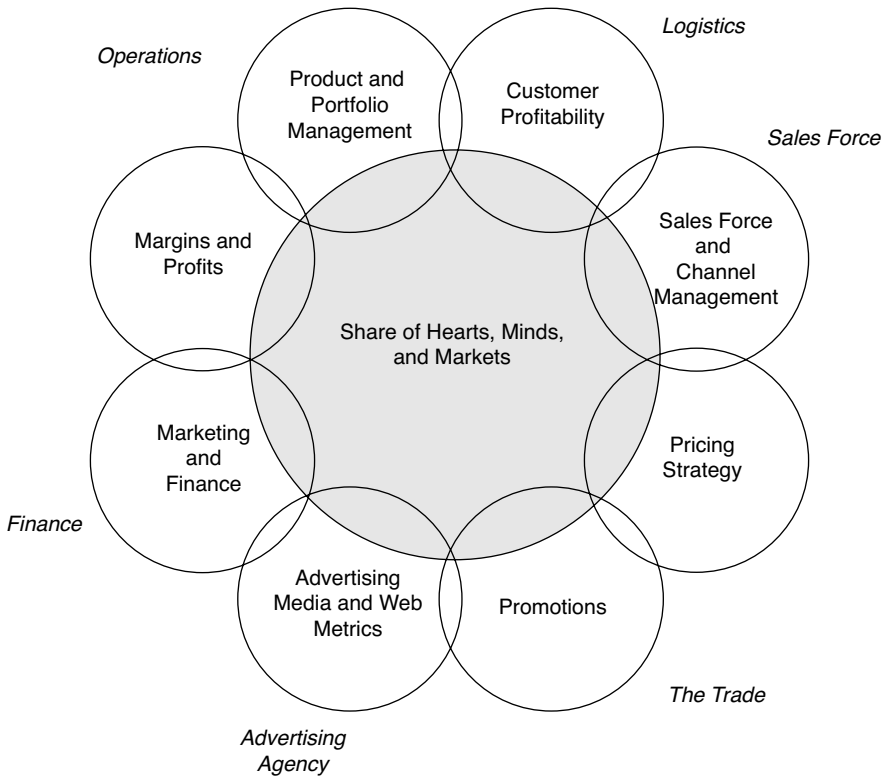 Logistics
Operations
Product and
Portfolio
Management
Customer
Profitability
Sales Force
Margins and
Profits
Sales Force
and
Channel
Management
Share of Hearts, Minds,
and Markets
Marketing
and
Finance
Pricing
Strategy
Finance
Advertising
Media and Web
Metrics
Promotions
The Trade
Advertising
Agency